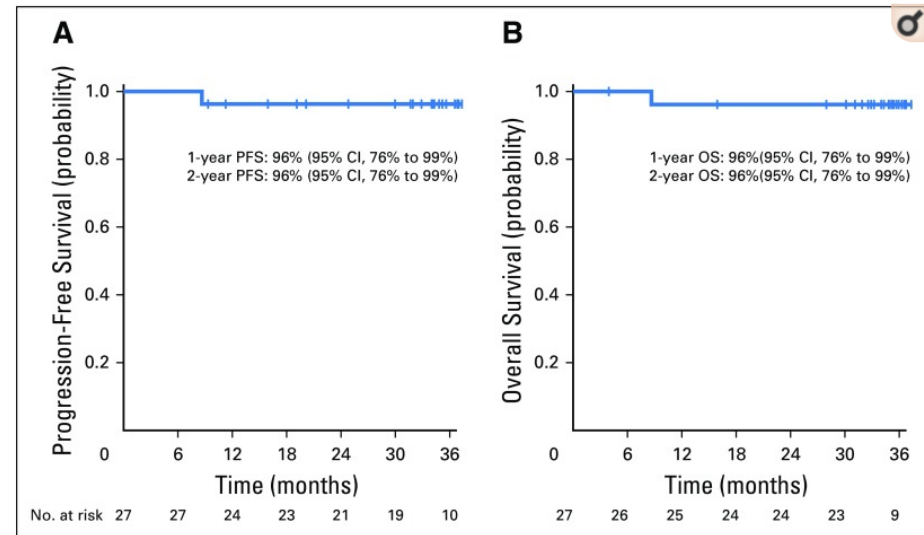 A
Progression-Free Survival (probability)
1.0
0.8
0.6
0.4
0.2
1-year PFS: 96% (95% CI, 76% to 99%)
2-year PFS: 96% (95% CI, 76% to 99%)
0 6 12 18 24 30 36
Time (months)
No. at risk 27 27 24 23 21 19 10
B
Overall Survival (probability)
1.0
0.8
0.6
0.4
0.2
1-year OS: 96%(95% CI, 76% to 99%)
2-year OS: 96%(95% CI, 76% to 99%)
0 6 12 18 24 30 36
Time (months)
27 26 25 24 24 23 9